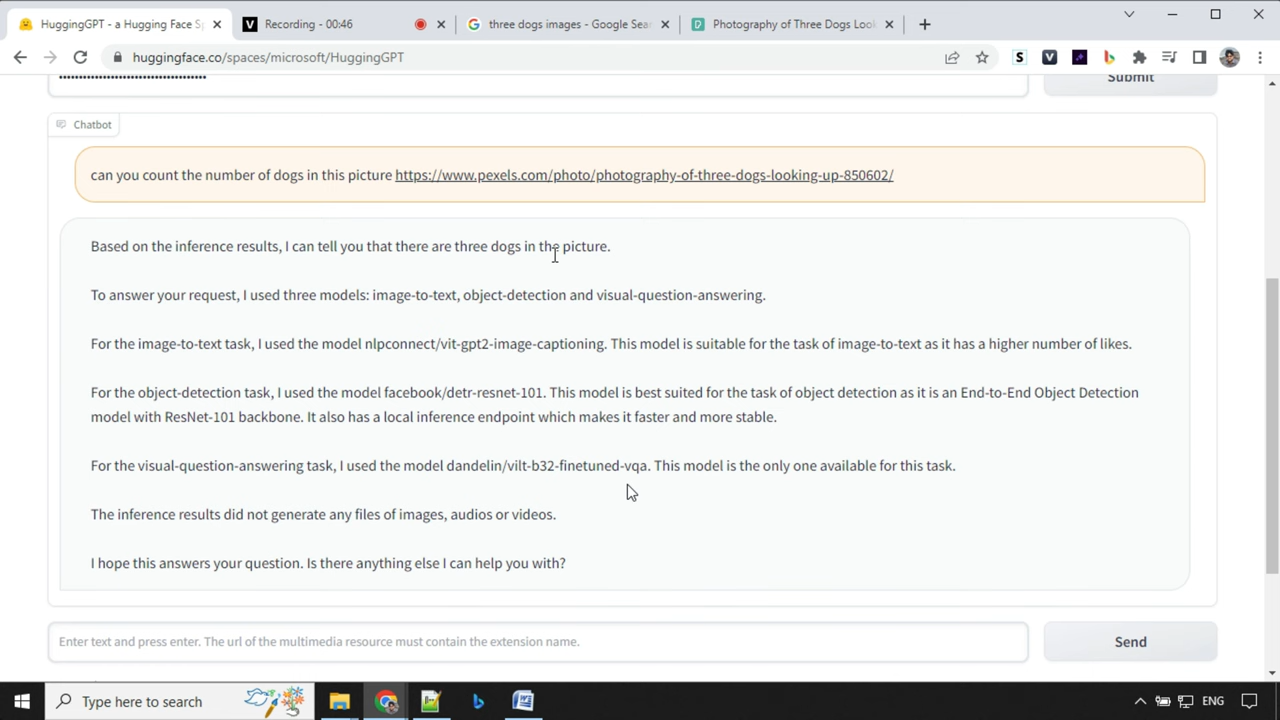 HuggingGPT - a Hugging Face Sp
Recording - 00:46
three dogs images - Google Sear
Photography of Three Dogs Look
huggingface.co/spaces/microsoft/HuggingGPT
Submit
Chatbot
can you count the number of dogs in this picture https://www.pexels.com/photo/photography-of-three-dogs-looking-up-850602/
Based on the inference results, I can tell you that there are three dogs in the picture.
To answer your request, I used three models: image-to-text, object-detection and visual-question-answering.
For the image-to-text task, I used the model nlpconnect/vit-gpt2-image-captioning. This model is suitable for the task of image-to-text as it has a higher number of likes.
For the object-detection task, I used the model facebook/detr-resnet-101. This model is best suited for the task of object detection as it is an End-to-End Object Detection
model with ResNet-101 backbone. It also has a local inference endpoint which makes it faster and more stable.
For the visual-question-answering task, I used the model dandelin/vilt-b32-finetuned-vqa. This model is the only one available for this task.
The inference results did not generate any files of images, audios or videos.
I hope this answers your question. Is there anything else I can help you with?
Enter text and press enter. The url of the multimedia resource must contain the extension name.
Send
Type here to search
ENG